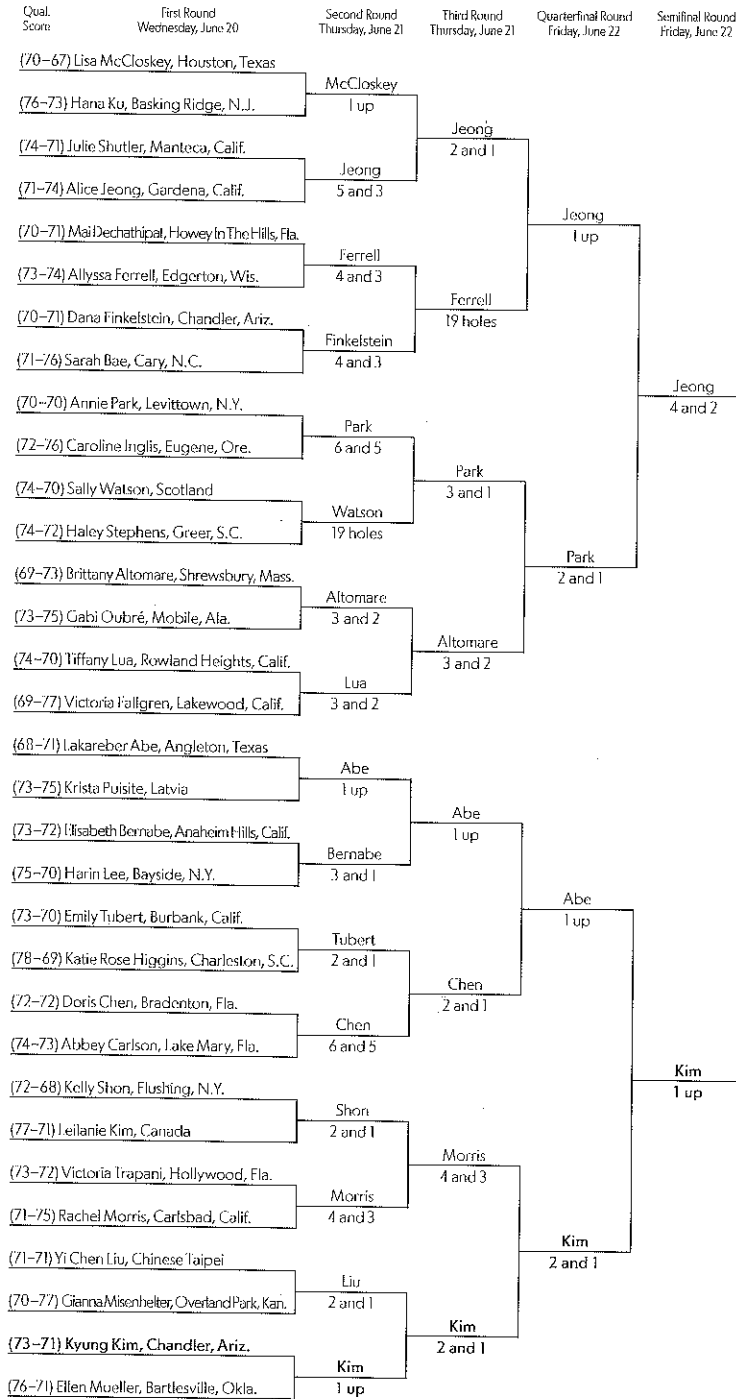 Qual. Score
First Round
Wednesday, June 20
Second Round
Thursday, June 21
Third Round
Thursday, June 21
Quarterfinal Round
Friday, June 22
Semifinal Round
Friday, June 22
(70-67) Lisa McCloskey, Houston, Texas
McCloskey
1 up
(76-73) Hana Ku, Basking Ridge, N.J.
Jeong
2 and 1
(74-71) Julie Shutler, Manteca, Calif.
Jeong
5 and 3
(71-74) Alice Jeong, Gardena, Calif.
Jeong
1 up
(70-71) Mai Dechathipat, Howey In The Hills, Fla.
Ferrell
4 and 3
(73-74) Allyssa Ferrell, Edgerton, Wis.
Ferrell
19 holes
(70-71) Dana Finkelstein, Chandler, Ariz.
Finkelstein
4 and 3
(71-76) Sarah Bae, Cary, N.C.
Jeong
4 and 2
(70-70) Annie Park, Levittown, N.Y.
Park
6 and 5
(72-76) Caroline Inglis, Eugene, Ore.
Park
3 and 1
(74-70) Sally Watson, Scotland
Watson
19 holes
(74-72) Haley Stephens, Greer, S.C.
Park
2 and 1
(69-73) Brittany Altomare, Shrewsbury, Mass.
Altomare
3 and 2
(73-75) Gabi Oubré, Mobile, Ala.
Altomare
3 and 2
(74-70) Tiffany Lua, Rowland Heights, Calif.
Lua
3 and 2
(69-77) Victoria Fallgren, Lakewood, Calif.
(68-71) Lakareber Abe, Angleton, Texas
Abe
1 up
(73-75) Krista Puisite, Latvia
Abe
1 up
(73-72) Elisabeth Bernabe, Anaheim Hills, Calif.
Bernabe
3 and 1
(75-70) Harin Lee, Bayside, N.Y.
Abe
1 up
(73-70) Emily Tubert, Burbank, Calif.
Tubert
2 and 1
(78-69) Katie Rose Higgins, Charleston, S.C.
Chen
2 and 1
(72-72) Doris Chen, Bradenton, Fla.
Chen
6 and 5
(74-73) Abbey Carlson, Lake Mary, Fla.
Kim
1 up
(72-68) Kelly Shon, Flushing, N.Y.
Shon
2 and 1
(77-71) Leilanie Kim, Canada
Morris
4 and 3
(73-72) Victoria Trapani, Hollywood, Fla.
Morris
4 and 3
(71-75) Rachel Morris, Carlsbad, Calif.
Kim
2 and 1
(71-71) Yi Chen Liu, Chinese Taipei
Liu
2 and 1
(70-77) Gianna Misenhelter, Overland Park, Kan.
Kim
2 and 1
(73-71) Kyung Kim, Chandler, Ariz.
Kim
1 up
(76-71) Ellen Mueller, Bartlesville, Okla.